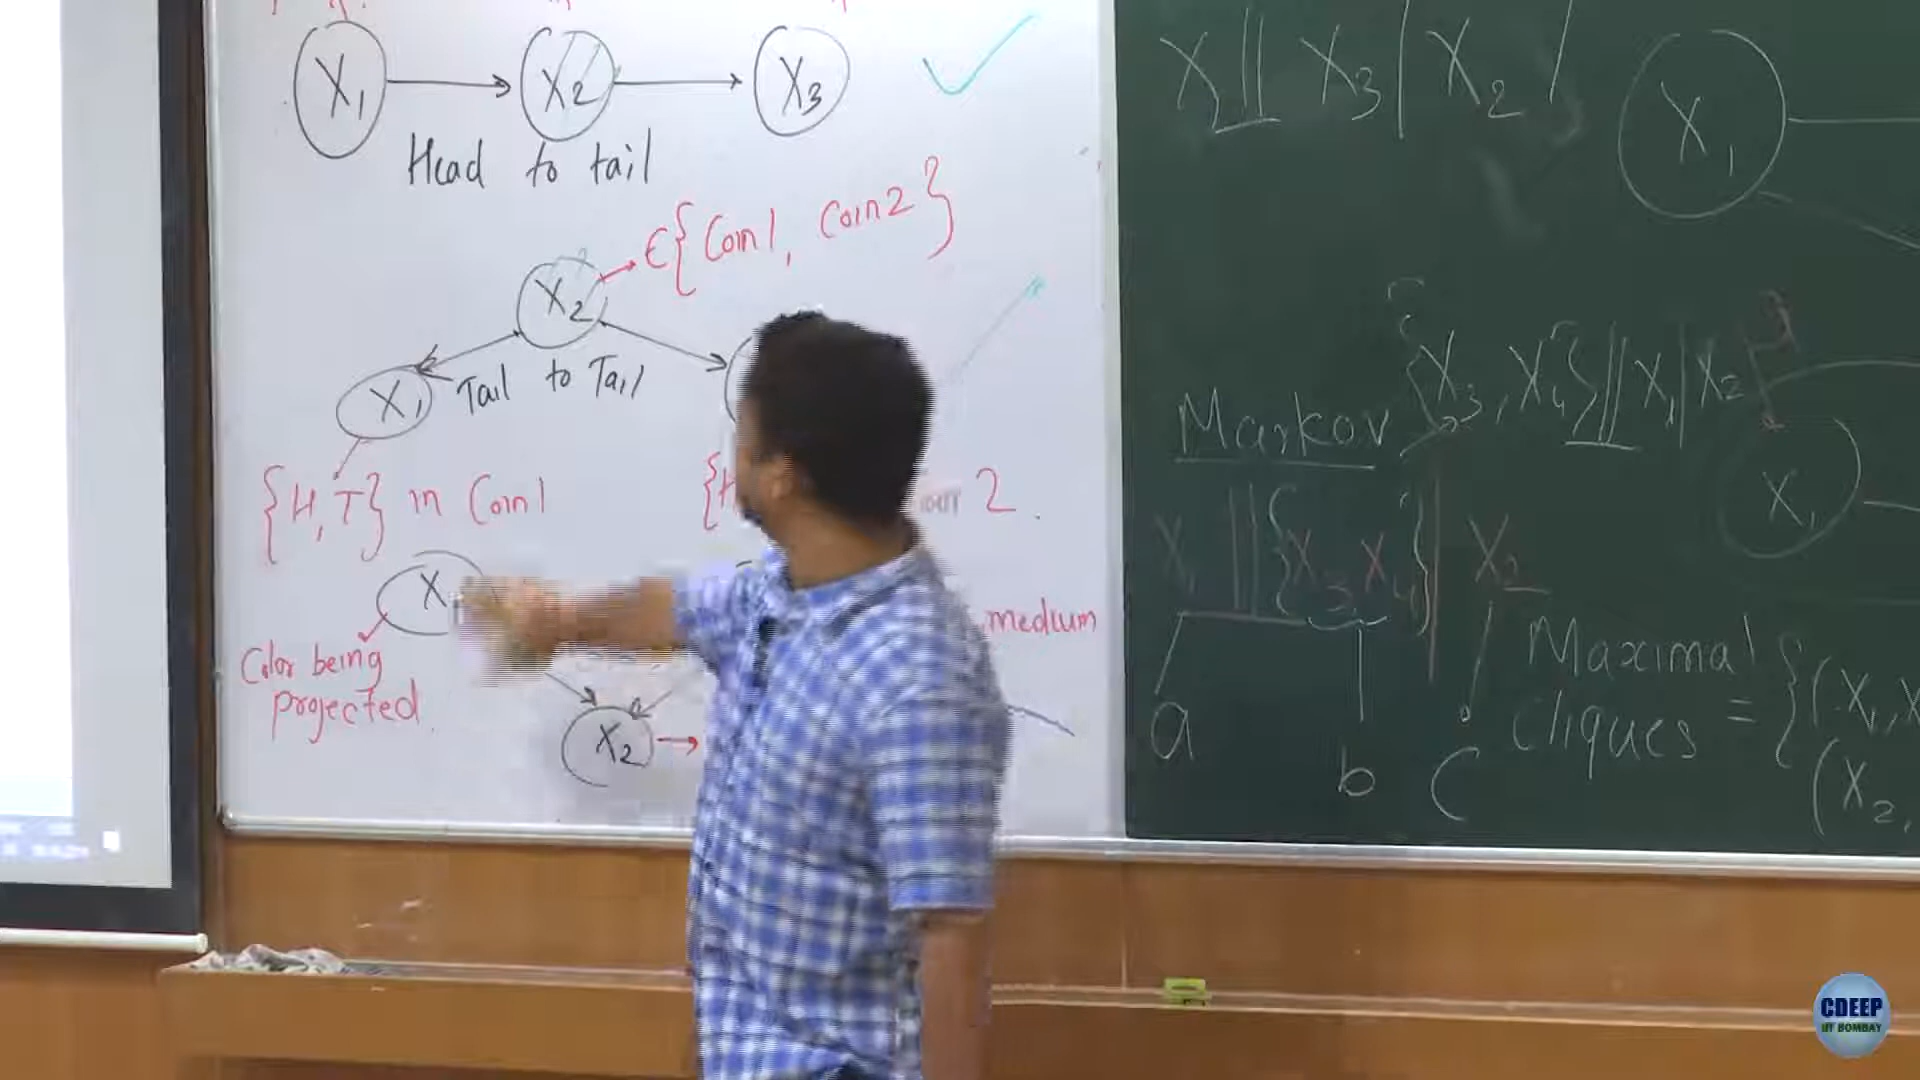 X1 X2 X3
Head to tail
X2 ∈ {Coin1, Coin2}
X1 Tail to Tail
{H,T} in Coin1
{H 2.
X
Color being
projected
medium
X2
X1 ⫫ X3 | X2
X1
Markov {X3, X4} ⫫ X1 | X2
X1
X1 ⫫ {X3 X4} | X2
a b C
Maximal
cliques = {(X1, X
(X2,
CDEEP
IIT BOMBAY